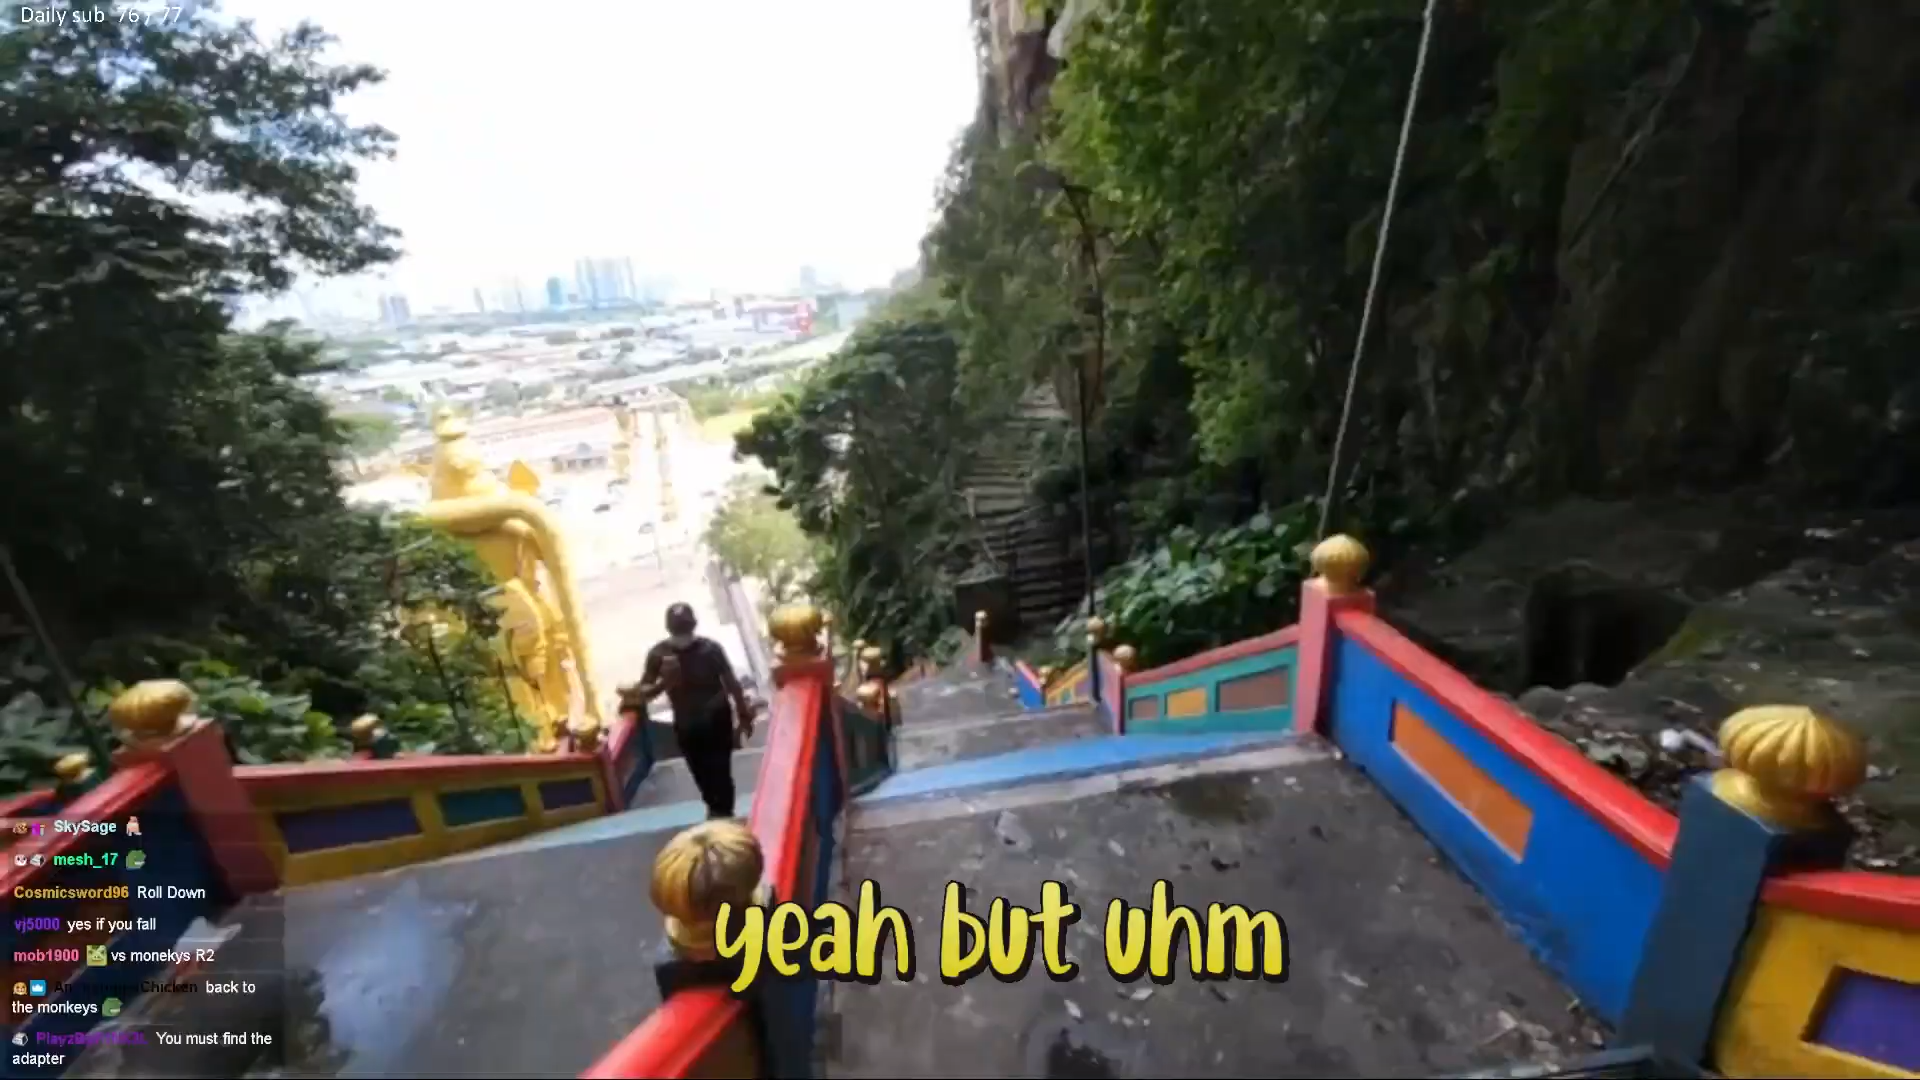 Daily sub 76 / 77
SkySage
mesh_17
Cosmicsword96 Roll Down
vj5000 yes if you fall
mob1900 vs monekys R2
back to
the monkeys
You must find the
adapter
yeah but uhm